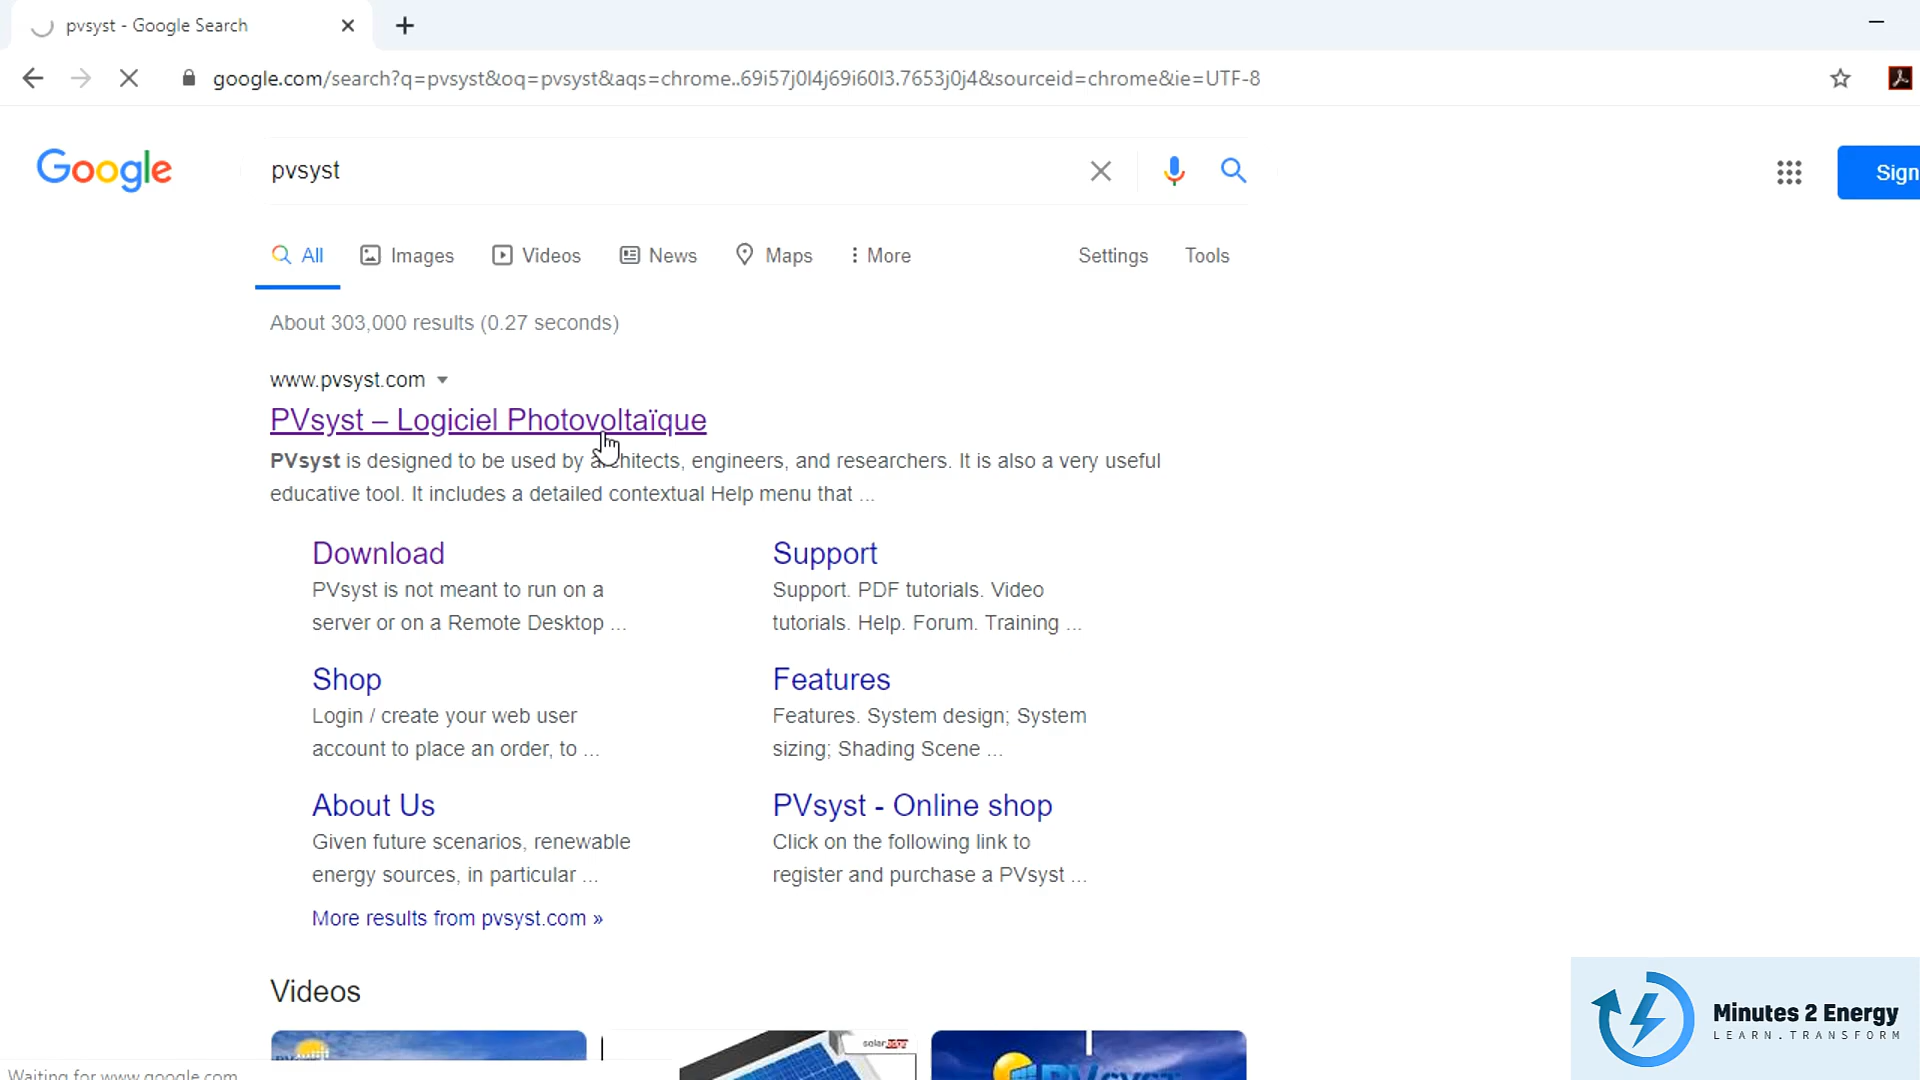 pvsyst - Google Search
google.com/search?q=pvsyst&oq=pvsyst&aqs=chrome..69i57j0l4j69i60l3.7653j0j4&sourceid=chrome&ie=UTF-8
Google
pvsyst
Sign
All Images Videos News Maps More Settings Tools
About 303,000 results (0.27 seconds)
www.pvsyst.com
PVsyst – Logiciel Photovoltaïque
PVsyst is designed to be used by architects, engineers, and researchers. It is also a very useful
educative tool. It includes a detailed contextual Help menu that ...
Download
PVsyst is not meant to run on a
server or on a Remote Desktop ...
Support
Support. PDF tutorials. Video
tutorials. Help. Forum. Training ...
Shop
Login / create your web user
account to place an order, to ...
Features
Features. System design; System
sizing; Shading Scene ...
About Us
Given future scenarios, renewable
energy sources, in particular ...
PVsyst - Online shop
Click on the following link to
register and purchase a PVsyst ...
More results from pvsyst.com »
Videos
solaredge
PVsyst
Minutes 2 Energy
LEARN.TRANSFORM
Waiting for www.google.com